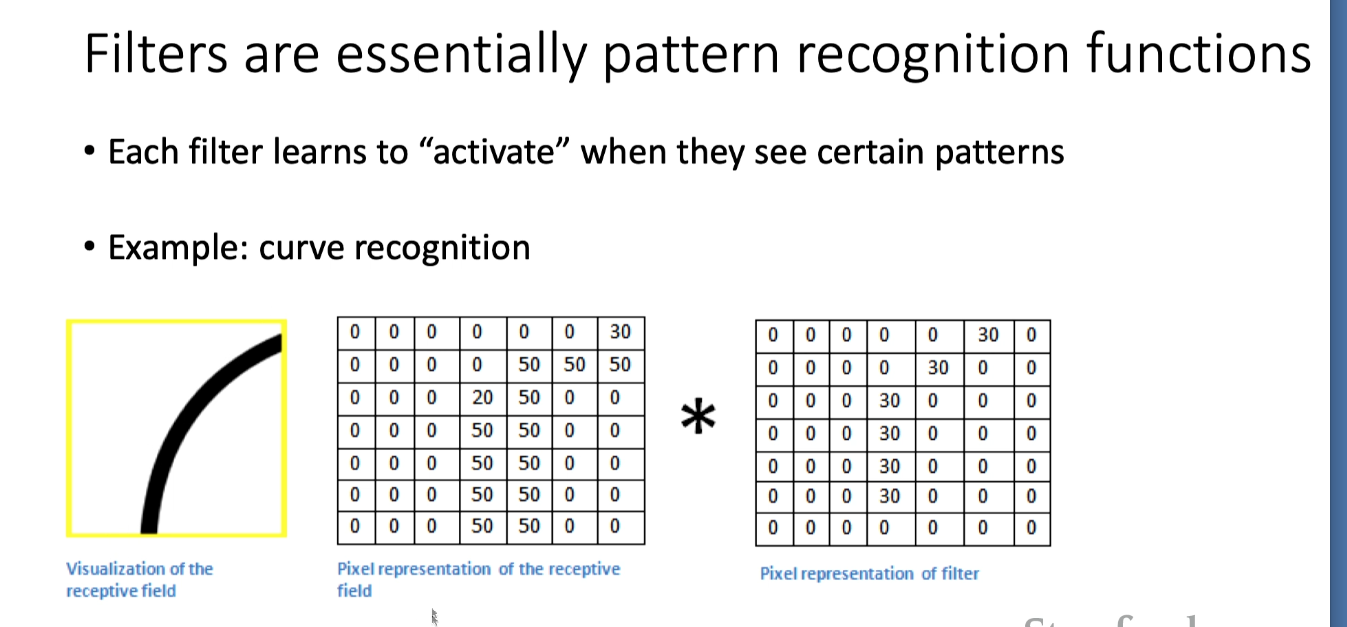 Filters are essentially pattern recognition functions
• Each filter learns to “activate” when they see certain patterns
• Example: curve recognition
0 0 0 0 0 0 30
0 0 0 0 50 50 50
0 0 0 20 50 0 0
0 0 0 50 50 0 0
0 0 0 50 50 0 0
0 0 0 50 50 0 0
0 0 0 50 50 0 0
*
0 0 0 0 0 30 0
0 0 0 0 30 0 0
0 0 0 30 0 0 0
0 0 0 30 0 0 0
0 0 0 30 0 0 0
0 0 0 30 0 0 0
0 0 0 0 0 0 0
Visualization of the
receptive field
Pixel representation of the receptive
field
Pixel representation of filter